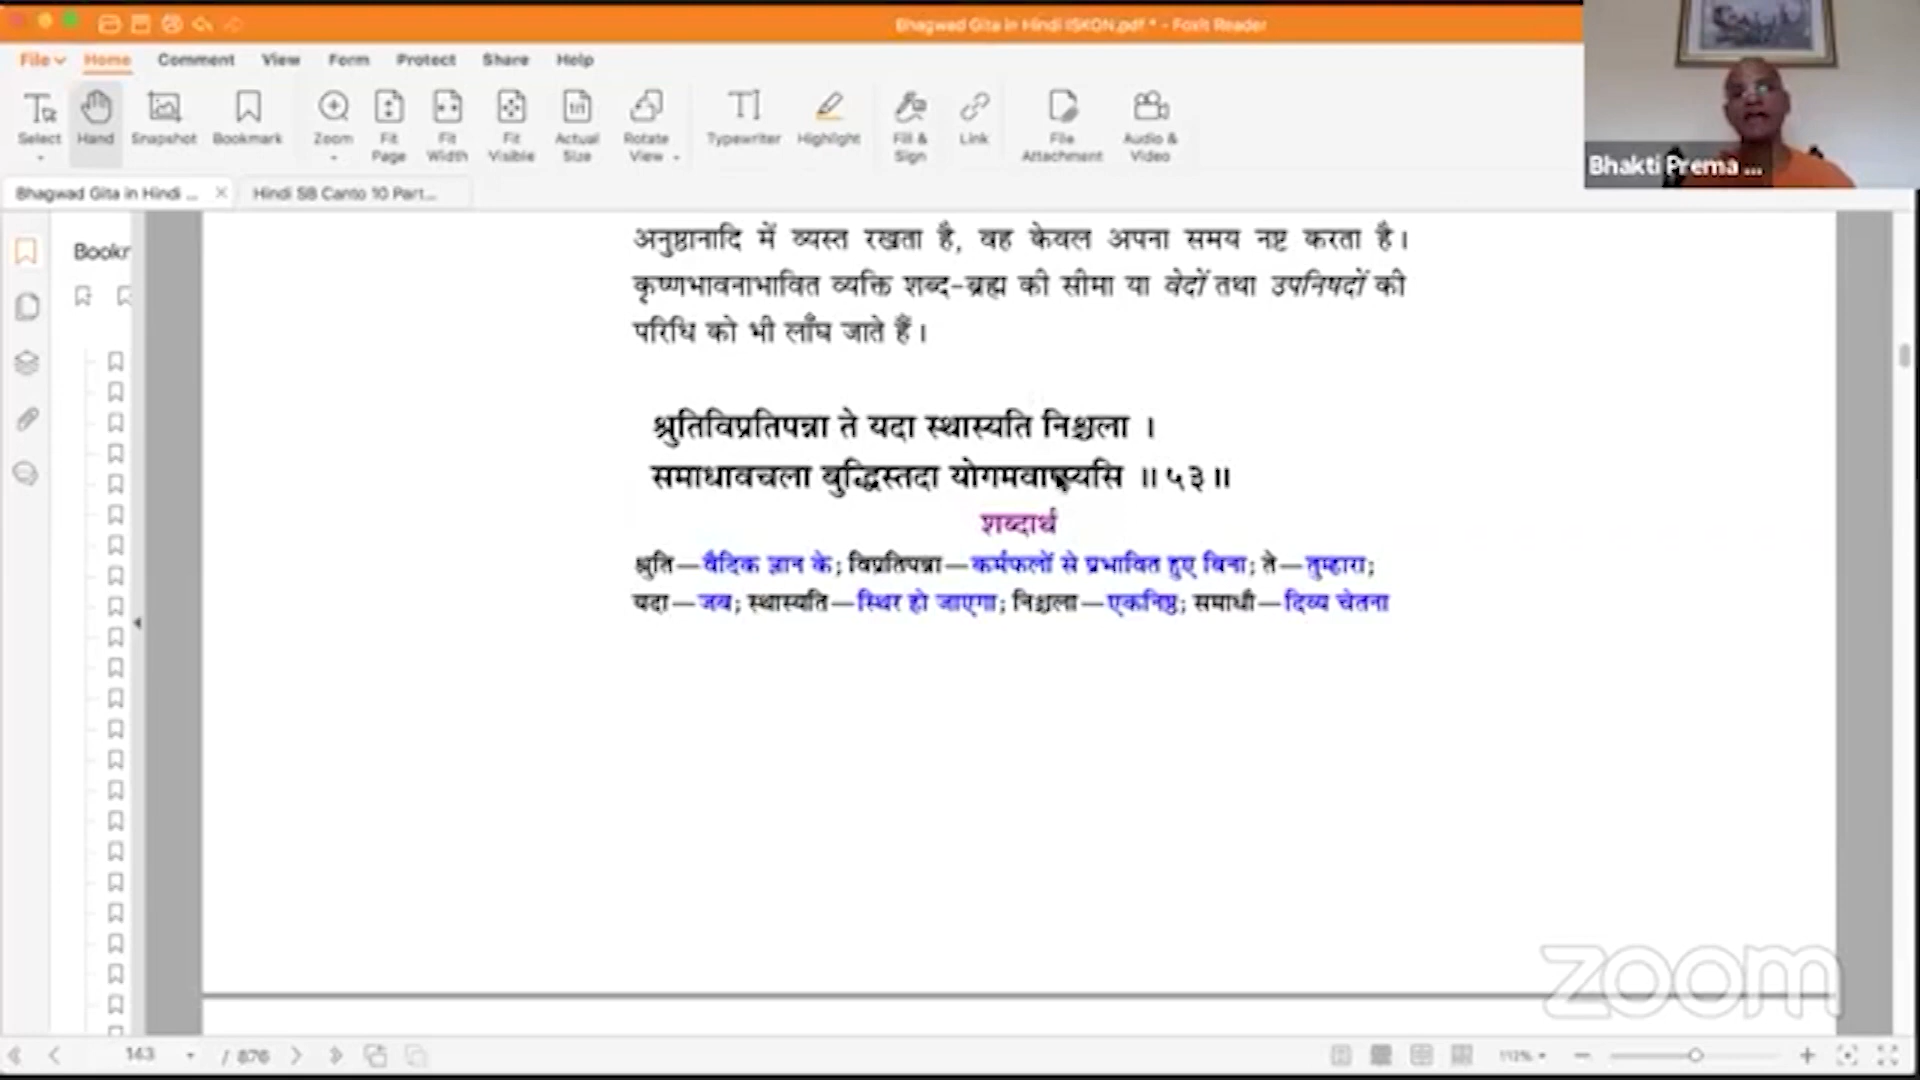 Bhagwad Gita in Hindi ISKON.pdf * - Foxit Reader
File Home Comment View Form Protect Share Help
Select Hand Snapshot Bookmark Zoom Fit Page Fit Width Fit Visible Actual Size Rotate View Typewriter Highlight Fill & Sign Link File Attachment Audio & Video
Bhakti Prema ...
Bhagwad Gita in Hindi ... Hindi SB Canto 10 Part...
Bookr
अनुष्ठानादि में व्यस्त रखता है, वह केवल अपना समय नष्ट करता है।
कृष्णभावनाभावित व्यक्ति शब्द-ब्रह्म की सीमा या वेदों तथा उपनिषदों की
परिधि को भी लाँघ जाते हैं।
श्रुतिविप्रतिपन्ना ते यदा स्थास्यति निश्चला ।
समाधावचला बुद्धिस्तदा योगमवाप्स्यसि ॥५३॥
शब्दार्थ
श्रुति—वैदिक ज्ञान के; विप्रतिपन्ना—कर्मफलों से प्रभावित हुए बिना; ते—तुम्हारा;
यदा—जब; स्थास्यति—स्थिर हो जाएगा; निश्चला—एकनिष्ठ; समाधौ—दिव्य चेतना
zoom
143 / 876 112%